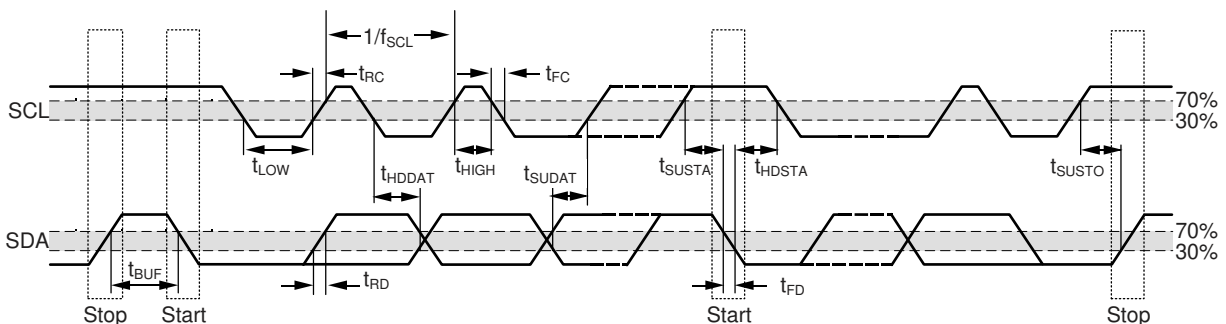 1/fSCL
tRC
tFC
SCL
70%
30%
tLOW
tHDDAT
tHIGH
tSUDAT
tSUSTA
tHDSTA
tSUSTO
SDA
70%
30%
tBUF
tRD
tFD
Stop
Start
Start
Stop